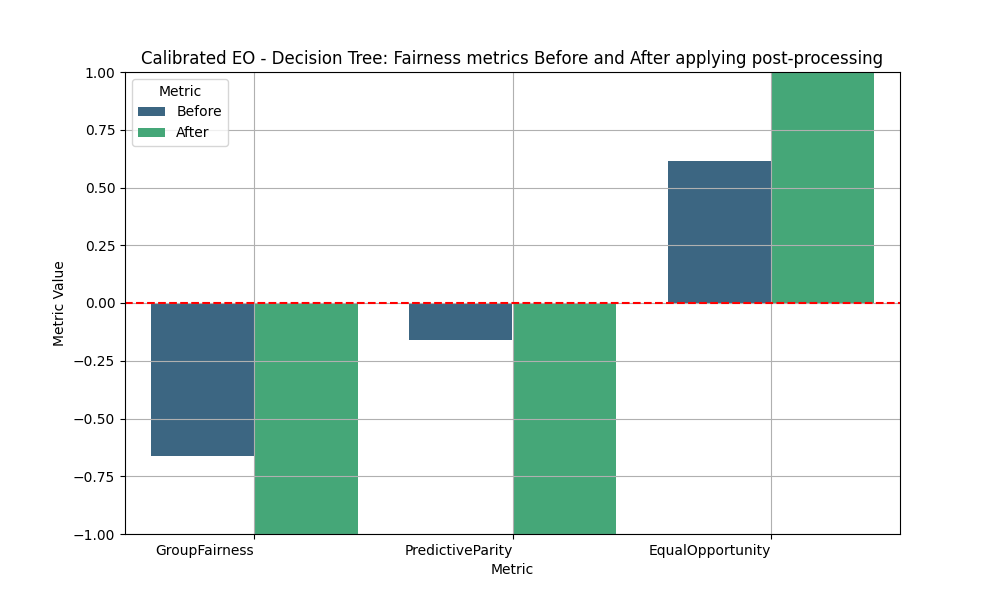 Calibrated EO - Decision Tree: Fairness metrics Before and After applying post-processing
Metric
Before
After
1.00
0.75
0.50
0.25
0.00
−0.25
−0.50
−0.75
−1.00
Metric Value
GroupFairness
PredictiveParity
EqualOpportunity
Metric